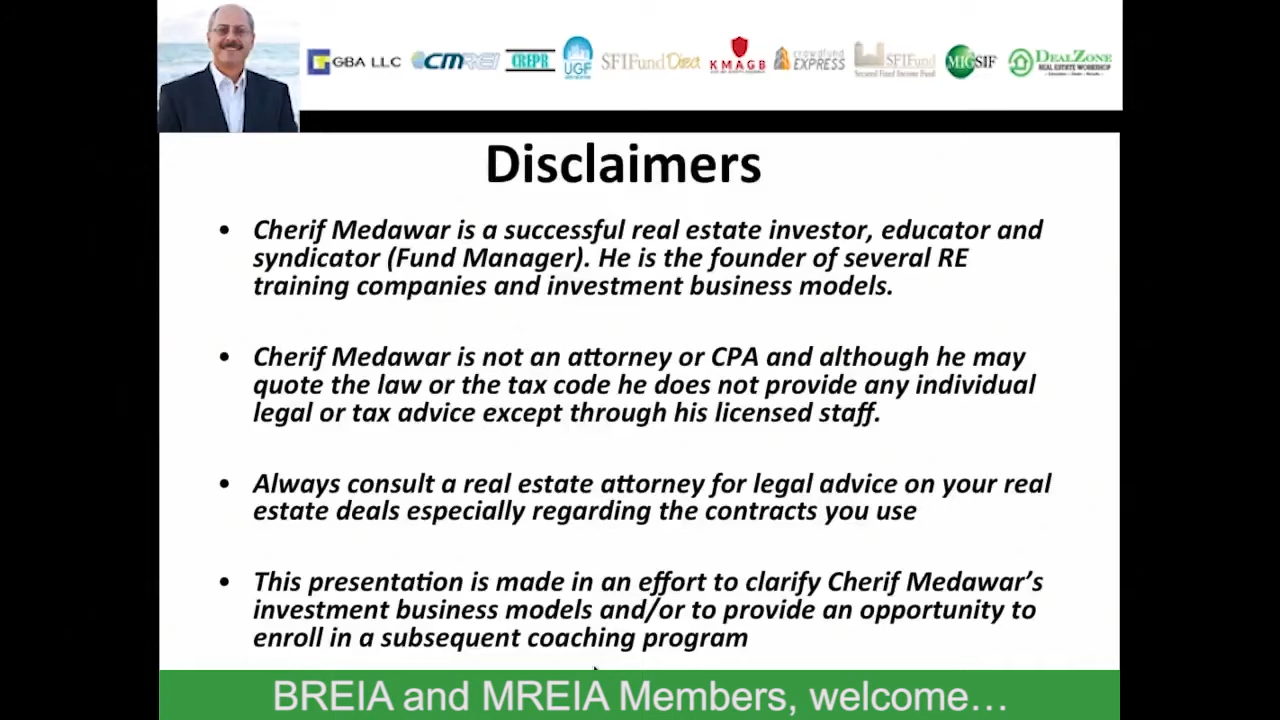 GBA LLC CMREI CREPR UGF SFIFund Direct KMAGB crowdfund EXPRESS SFIFund Secured Fixed Income Fund MIGSIF DEALZONE REAL ESTATE WORKSHOP
Disclaimers
• Cherif Medawar is a successful real estate investor, educator and
syndicator (Fund Manager). He is the founder of several RE
training companies and investment business models.
• Cherif Medawar is not an attorney or CPA and although he may
quote the law or the tax code he does not provide any individual
legal or tax advice except through his licensed staff.
• Always consult a real estate attorney for legal advice on your real
estate deals especially regarding the contracts you use
• This presentation is made in an effort to clarify Cherif Medawar’s
investment business models and/or to provide an opportunity to
enroll in a subsequent coaching program
BREIA and MREIA Members, welcome…